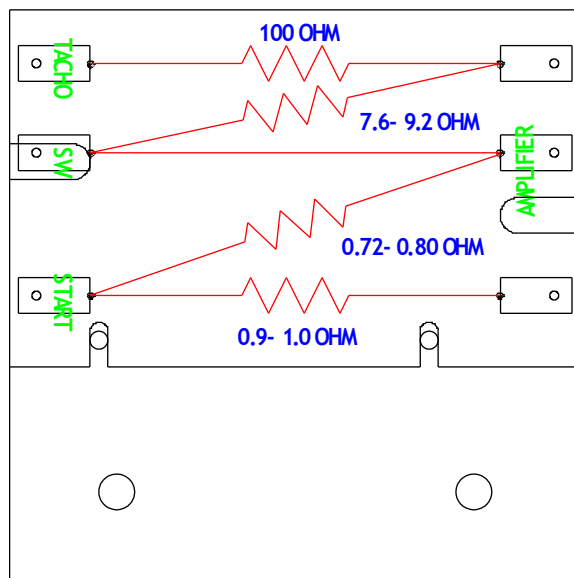 100 OHM
TACHO
7.6- 9.2 OHM
SW
AMPLIFIER
0.72- 0.80 OHM
START
0.9- 1.0 OHM